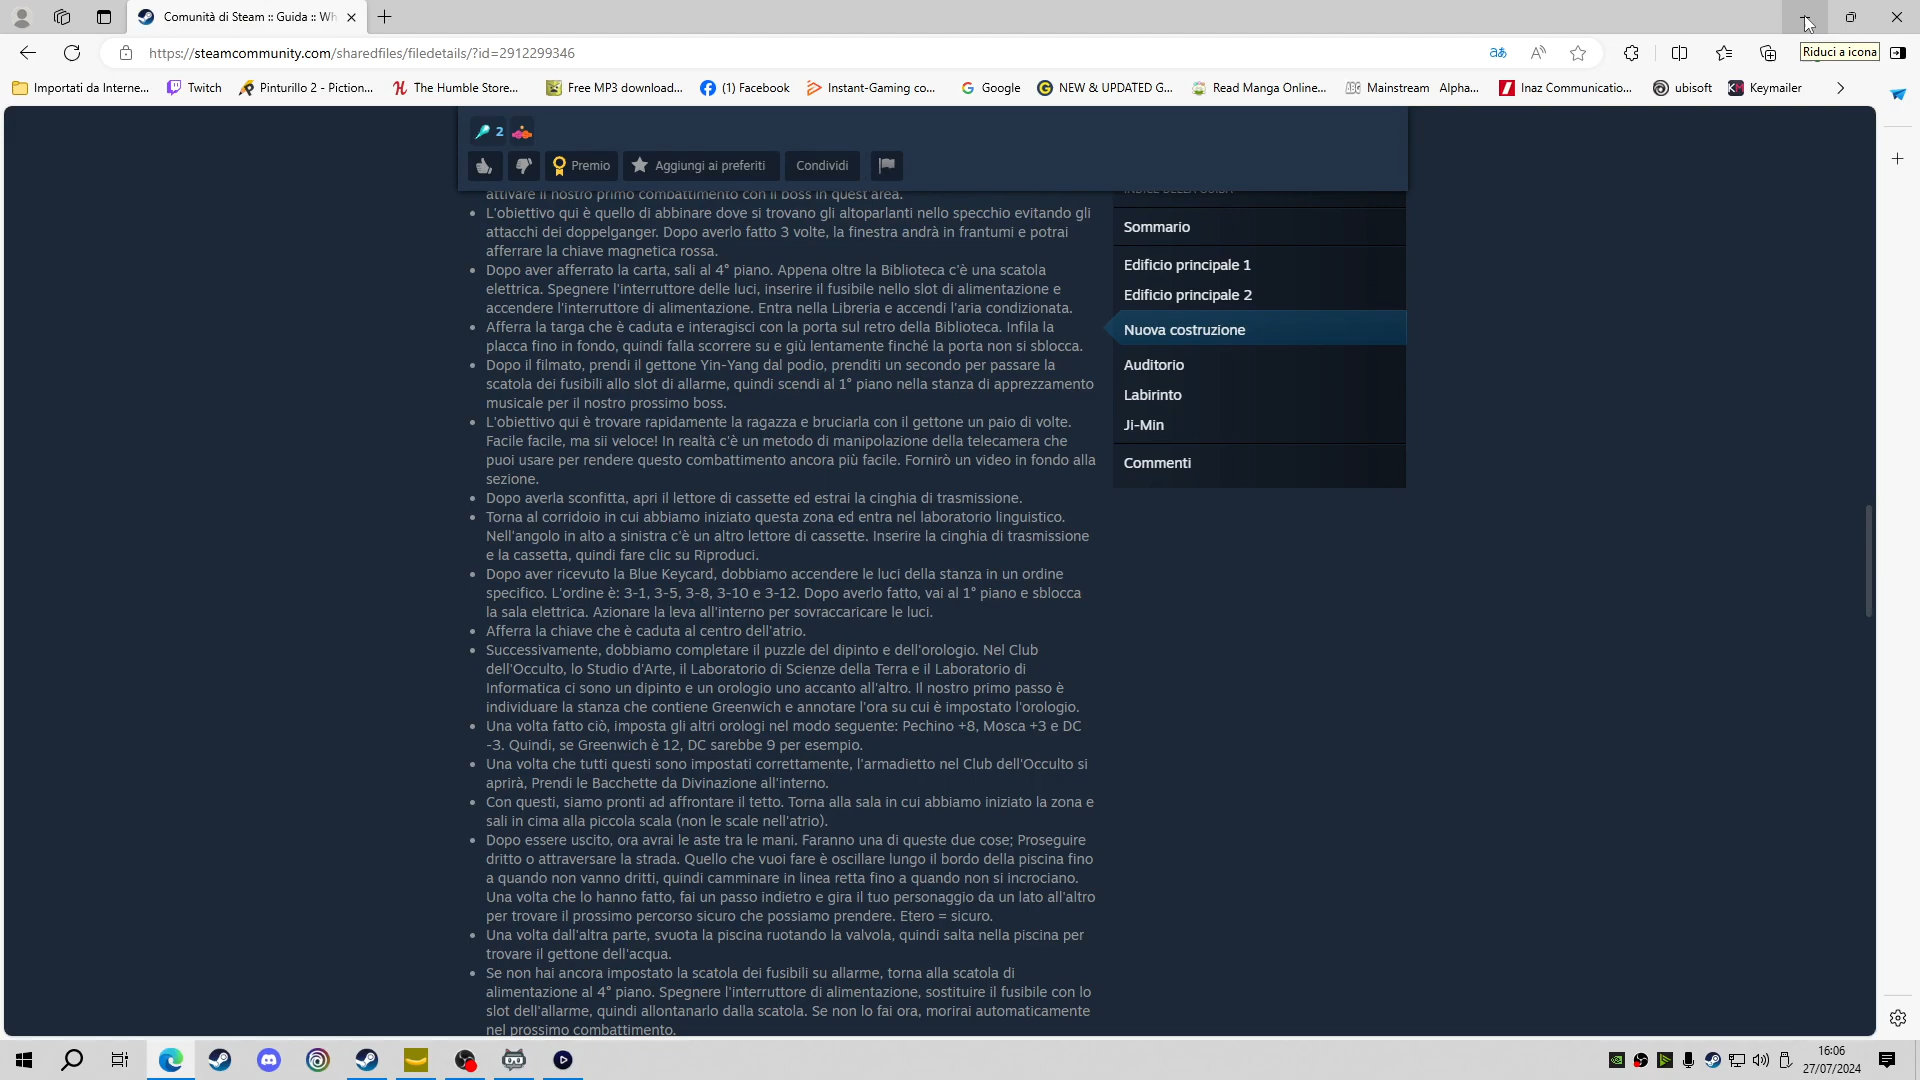 Comunità di Steam :: Guida :: Wh
https://steamcommunity.com/sharedfiles/filedetails/?id=2912299346
Riduci a icona
Importati da Interne...
Twitch
Pinturillo 2 - Piction...
The Humble Store...
Free MP3 download...
(1) Facebook
Instant-Gaming co...
Google
NEW & UPDATED G...
Read Manga Online...
Mainstream Alpha...
Inaz Communicatio...
ubisoft
Keymailer
2
Premio
Aggiungi ai preferiti
Condividi
attivare il nostro primo combattimento con il boss in quest'area.
• L'obiettivo qui è quello di abbinare dove si trovano gli altoparlanti nello specchio evitando gli
attacchi dei doppelganger. Dopo averlo fatto 3 volte, la finestra andrà in frantumi e potrai
afferrare la chiave magnetica rossa.
• Dopo aver afferrato la carta, sali al 4° piano. Appena oltre la Biblioteca c'è una scatola
elettrica. Spegnere l'interruttore delle luci, inserire il fusibile nello slot di alimentazione e
accendere l'interruttore di alimentazione. Entra nella Libreria e accendi l'aria condizionata.
• Afferra la targa che è caduta e interagisci con la porta sul retro della Biblioteca. Infila la
placca fino in fondo, quindi falla scorrere su e giù lentamente finché la porta non si sblocca.
• Dopo il filmato, prendi il gettone Yin-Yang dal podio, prenditi un secondo per passare la
scatola dei fusibili allo slot di allarme, quindi scendi al 1° piano nella stanza di apprezzamento
musicale per il nostro prossimo boss.
• L'obiettivo qui è trovare rapidamente la ragazza e bruciarla con il gettone un paio di volte.
Facile facile, ma sii veloce! In realtà c'è un metodo di manipolazione della telecamera che
puoi usare per rendere questo combattimento ancora più facile. Fornirò un video in fondo alla
sezione.
• Dopo averla sconfitta, apri il lettore di cassette ed estrai la cinghia di trasmissione.
• Torna al corridoio in cui abbiamo iniziato questa zona ed entra nel laboratorio linguistico.
Nell'angolo in alto a sinistra c'è un altro lettore di cassette. Inserire la cinghia di trasmissione
e la cassetta, quindi fare clic su Riproduci.
• Dopo aver ricevuto la Blue Keycard, dobbiamo accendere le luci della stanza in un ordine
specifico. L'ordine è: 3-1, 3-5, 3-8, 3-10 e 3-12. Dopo averlo fatto, vai al 1° piano e sblocca
la sala elettrica. Azionare la leva all'interno per sovraccaricare le luci.
• Afferra la chiave che è caduta al centro dell'atrio.
• Successivamente, dobbiamo completare il puzzle del dipinto e dell'orologio. Nel Club
dell'Occulto, lo Studio d'Arte, il Laboratorio di Scienze della Terra e il Laboratorio di
Informatica ci sono un dipinto e un orologio uno accanto all'altro. Il nostro primo passo è
individuare la stanza che contiene Greenwich e annotare l'ora su cui è impostato l'orologio.
• Una volta fatto ciò, imposta gli altri orologi nel modo seguente: Pechino +8, Mosca +3 e DC
-3. Quindi, se Greenwich è 12, DC sarebbe 9 per esempio.
• Una volta che tutti questi sono impostati correttamente, l'armadietto nel Club dell'Occulto si
aprirà, Prendi le Bacchette da Divinazione all'interno.
• Con questi, siamo pronti ad affrontare il tetto. Torna alla sala in cui abbiamo iniziato la zona e
sali in cima alla piccola scala (non le scale nell'atrio).
• Dopo essere uscito, ora avrai le aste tra le mani. Faranno una di queste due cose; Proseguire
dritto o attraversare la strada. Quello che vuoi fare è oscillare lungo il bordo della piscina fino
a quando non vanno dritti, quindi camminare in linea retta fino a quando non si incrociano.
Una volta che lo hanno fatto, fai un passo indietro e gira il tuo personaggio da un lato all'altro
per trovare il prossimo percorso sicuro che possiamo prendere. Etero = sicuro.
• Una volta dall'altra parte, svuota la piscina ruotando la valvola, quindi salta nella piscina per
trovare il gettone dell'acqua.
• Se non hai ancora impostato la scatola dei fusibili su allarme, torna alla scatola di
alimentazione al 4° piano. Spegnere l'interruttore di alimentazione, sostituire il fusibile con lo
slot dell'allarme, quindi allontanarlo dalla scatola. Se non lo fai ora, morirai automaticamente
nel prossimo combattimento.
INDICE DELLA GUIDA
Sommario
Edificio principale 1
Edificio principale 2
Nuova costruzione
Auditorio
Labirinto
Ji-Min
Commenti
16:06
27/07/2024